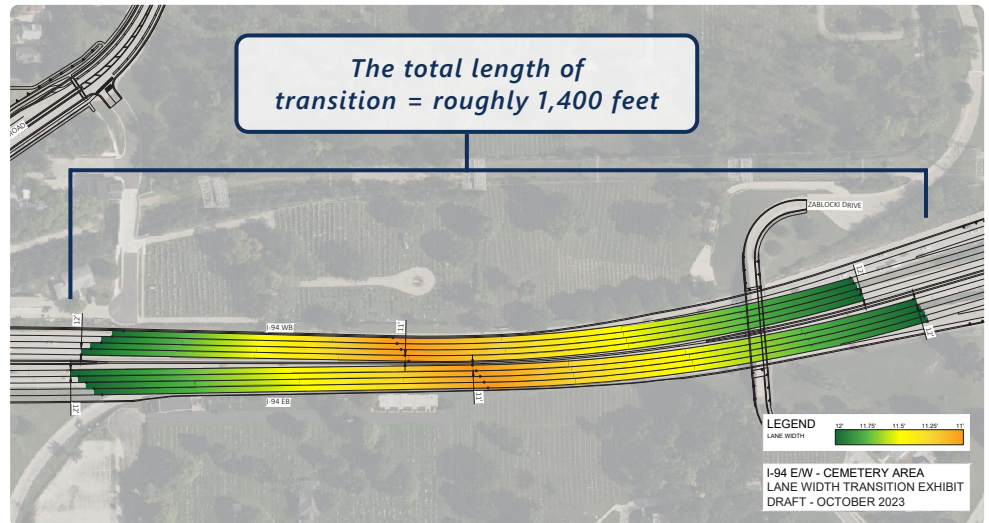 The total length of
transition = roughly 1,400 feet
ROAD
ZABLOCKI DRIVE
12'
12'
I-94 WB
11'
12'
12'
11'
I-94 EB
12'
LEGEND
LANE WIDTH
12' 11.75' 11.5' 11.25' 11'
I-94 E/W - CEMETERY AREA
LANE WIDTH TRANSITION EXHIBIT
DRAFT - OCTOBER 2023